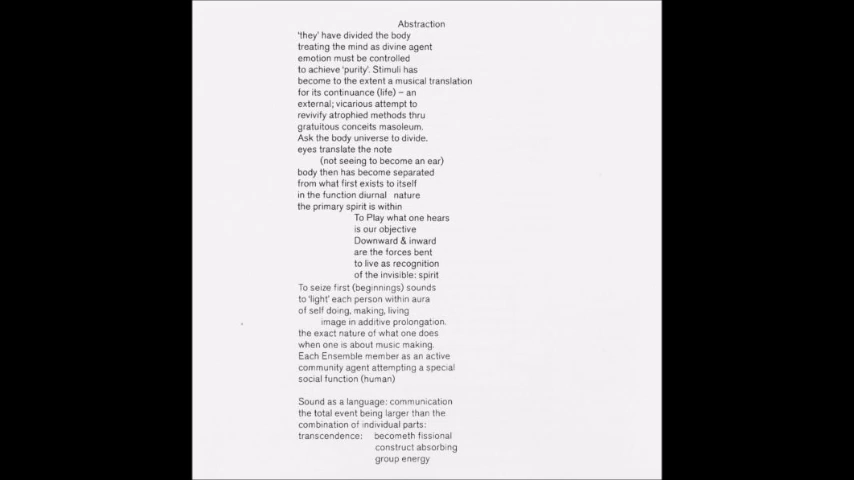 Abstraction
'they' have divided the body
treating the mind as divine agent
emotion must be controlled
to achieve 'purity'. Stimuli has
become to the extent a musical translation
for its continuance (life) – an
external; vicarious attempt to
revivify atrophied methods thru
gratuitous conceits masoleum.
Ask the body universe to divide.
eyes translate the note
(not seeing to become an ear)
body then has become separated
from what first exists to itself
in the function diurnal nature
the primary spirit is within
To Play what one hears
is our objective
Downward & inward
are the forces bent
to live as recognition
of the invisible: spirit
To seize first (beginnings) sounds
to 'light' each person within aura
of self doing, making, living
image in additive prolongation.
the exact nature of what one does
when one is about music making.
Each Ensemble member as an active
community agent attempting a special
social function (human)
Sound as a language: communication
the total event being larger than the
combination of individual parts:
transcendence: becometh fissional
construct absorbing
group energy